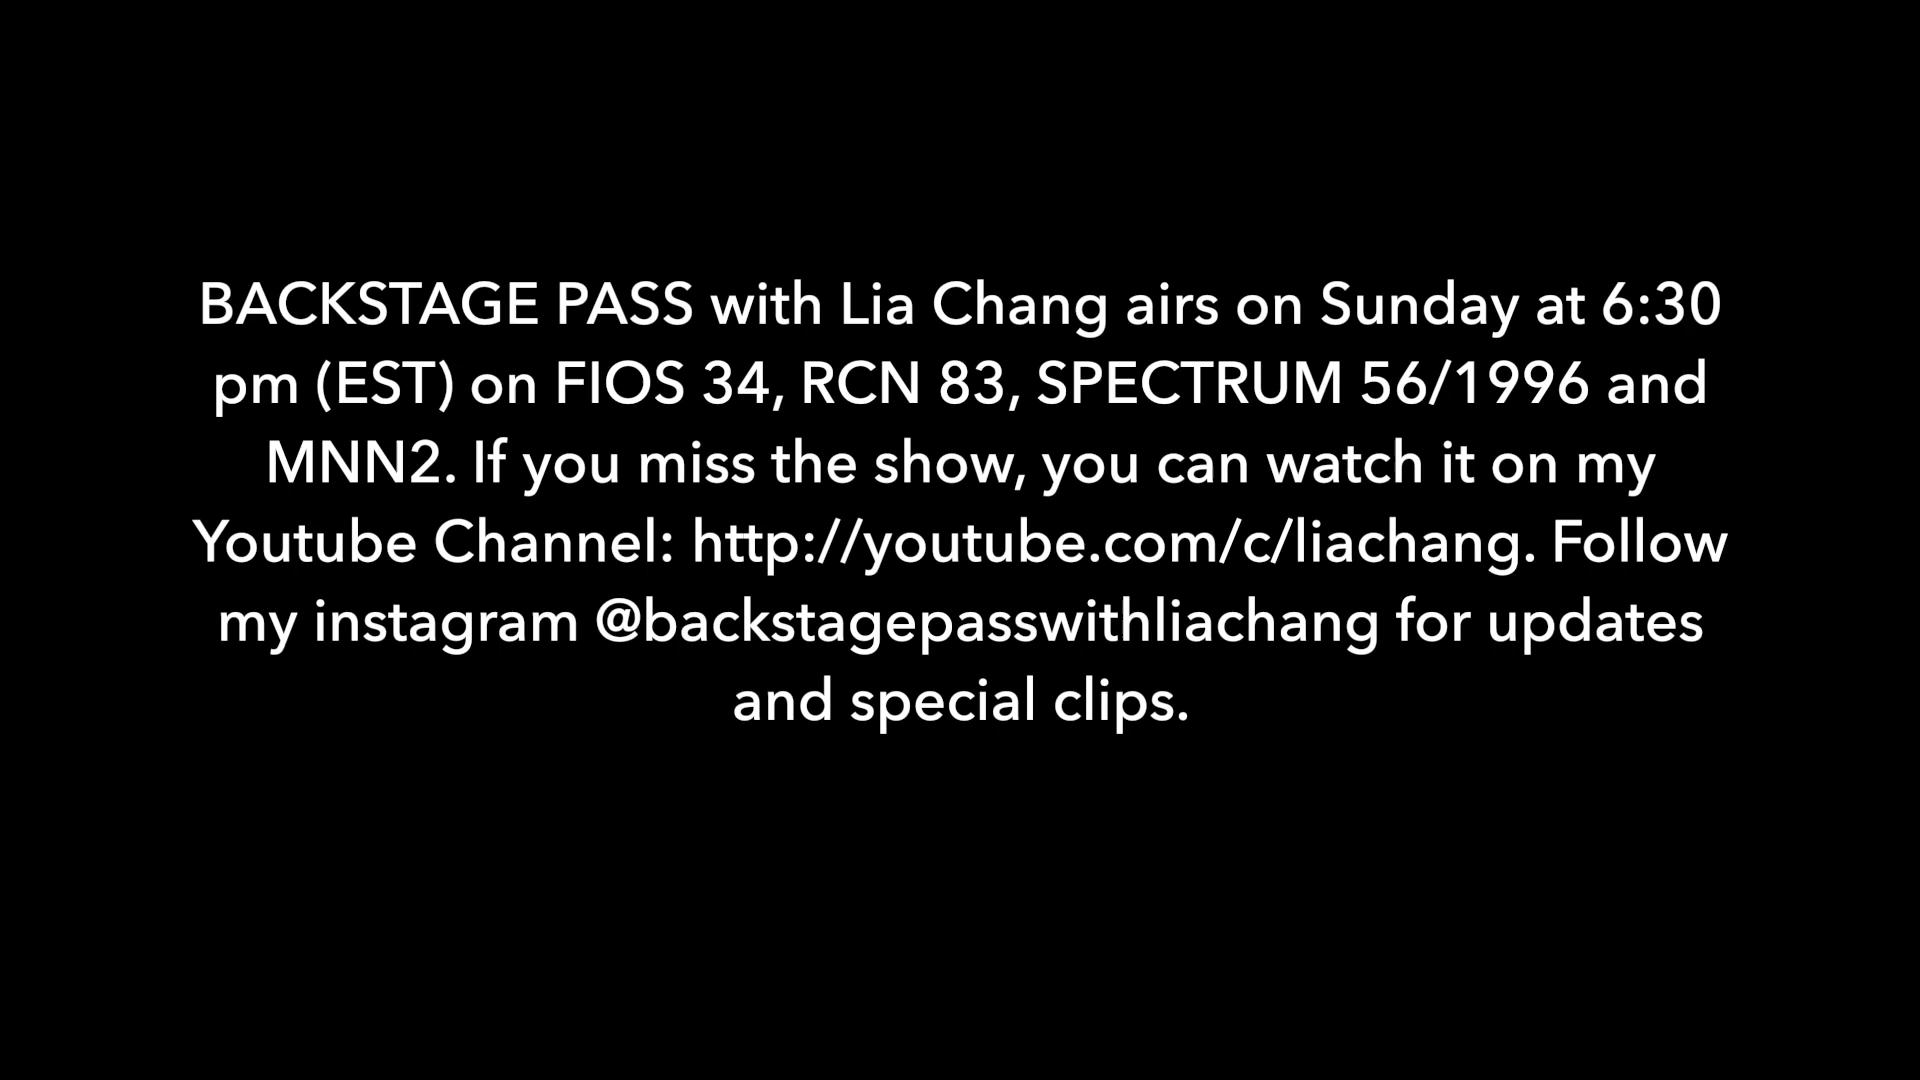 BACKSTAGE PASS with Lia Chang airs on Sunday at 6:30
pm (EST) on FIOS 34, RCN 83, SPECTRUM 56/1996 and
MNN2. If you miss the show, you can watch it on my
Youtube Channel: http://youtube.com/c/liachang. Follow
my instagram @backstagepasswithliachang for updates
and special clips.